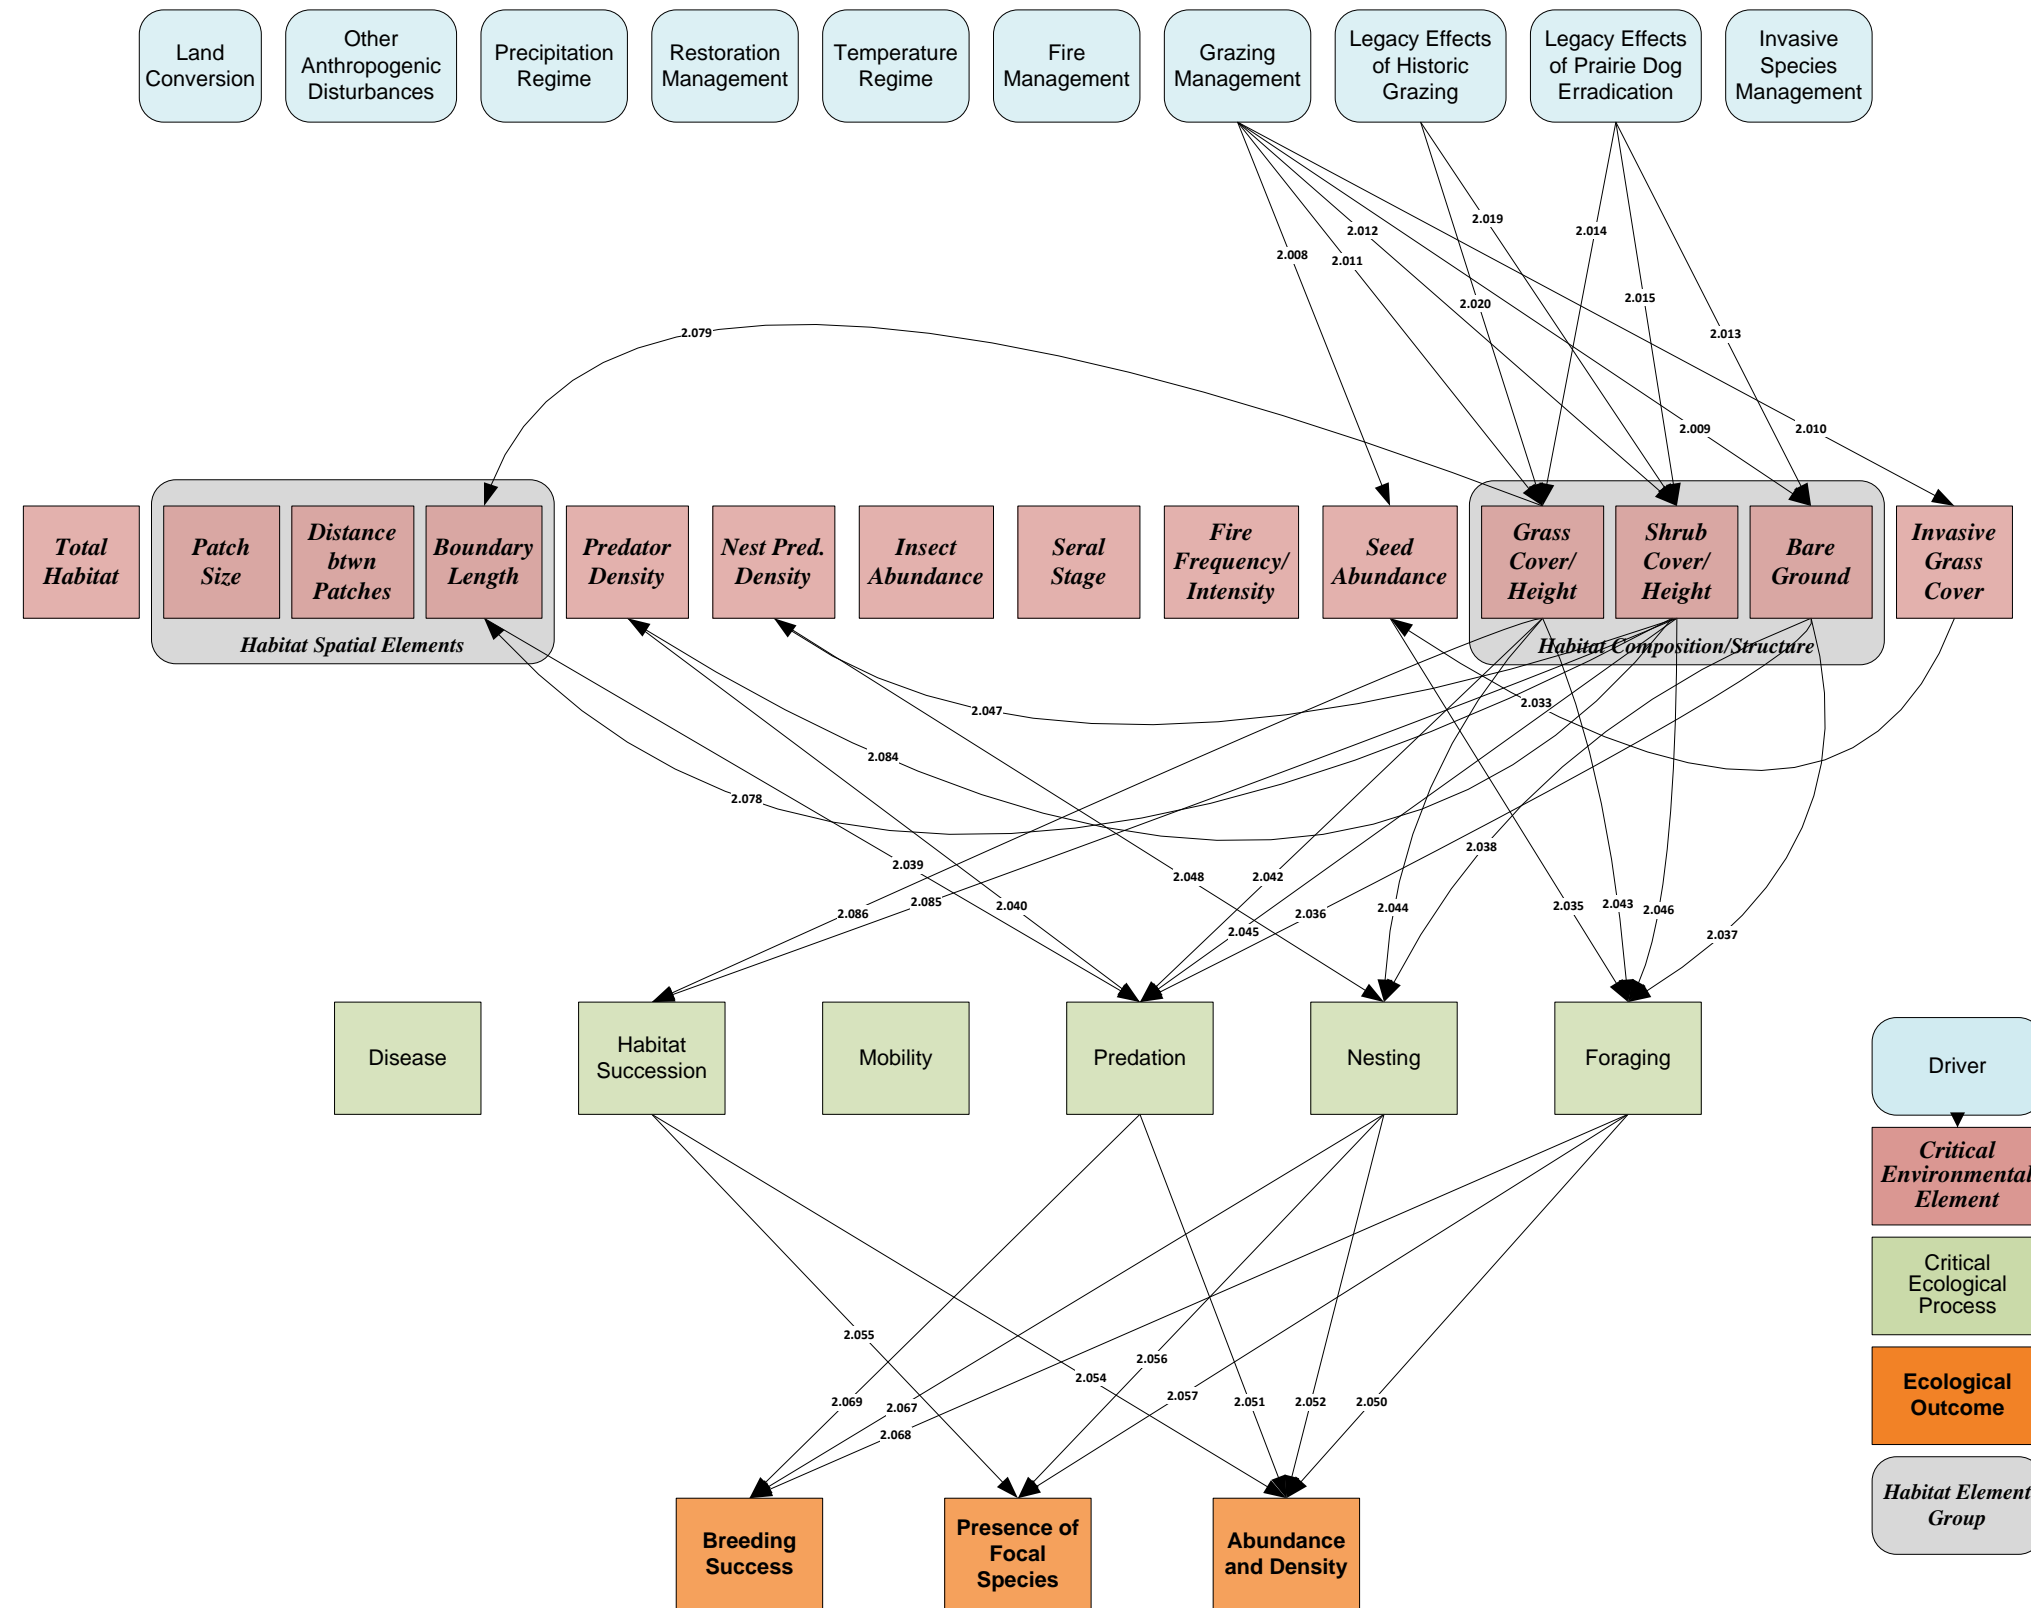 Land
Conversion
Other
Anthropogenic
Disturbances
Precipitation
Regime
Restoration
Management
Temperature
Regime
Fire
Management
Grazing
Management
Legacy Effects
of Historic
Grazing
Legacy Effects
of Prairie Dog
Erradication
Invasive
Species
Management
2.019
2.012
2.014
2.008
2.011
2.015
2.020
2.079
2.013
2.009
2.010
Total
Habitat
Patch
Size
Distance
btwn
Patches
Boundary
Length
Habitat Spatial Elements
Predator
Density
Nest Pred.
Density
Insect
Abundance
Seral
Stage
Fire
Frequency/
Intensity
Seed
Abundance
Grass
Cover/
Height
Shrub
Cover/
Height
Bare
Ground
Habitat Composition/Structure
Invasive
Grass
Cover
2.033
2.047
2.084
2.078
2.038
2.039
2.048
2.042
2.085
2.086
2.040
2.036
2.044
2.035
2.043
2.046
2.045
2.037
Disease
Habitat
Succession
Mobility
Predation
Nesting
Foraging
Driver
Critical
Environmental
Element
Critical
Ecological
Process
Ecological
Outcome
Habitat Element
Group
2.055
2.056
2.054
2.057
2.069
2.067
2.051
2.052
2.050
2.068
Breeding
Success
Presence of
Focal
Species
Abundance
and Density